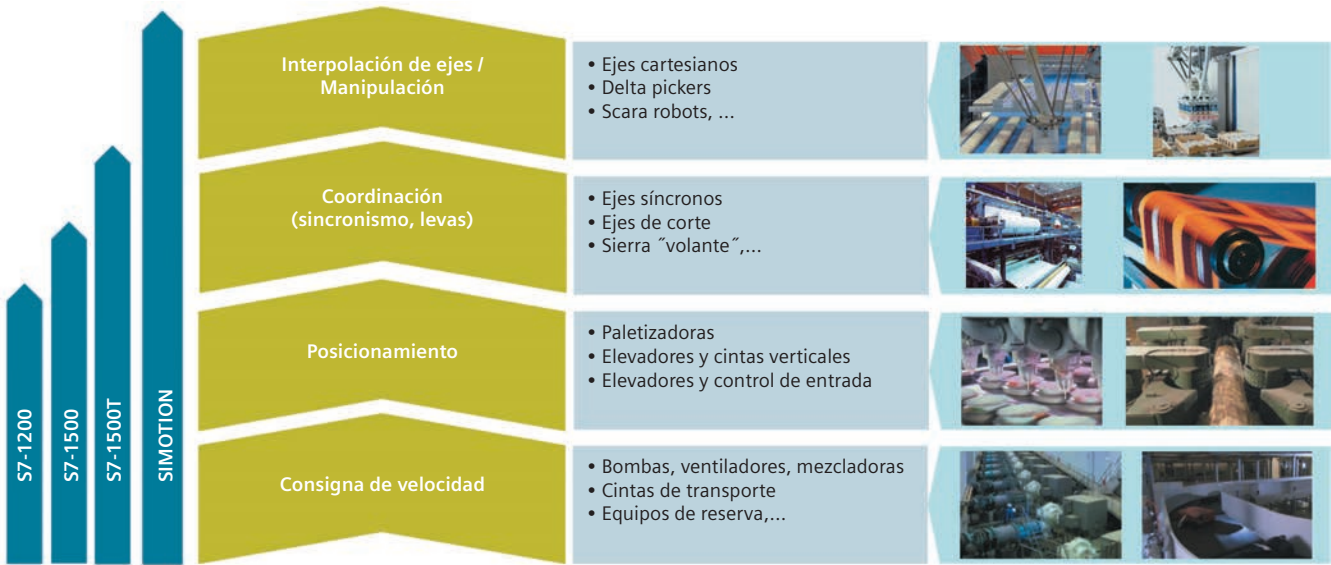 S7-1200
S7-1500
S7-1500T
SIMOTION
Interpolación de ejes /
Manipulación
• Ejes cartesianos
• Delta pickers
• Scara robots, ...
Coordinación
(sincronismo, levas)
• Ejes síncronos
• Ejes de corte
• Sierra ˝volante˝,...
Posicionamiento
• Paletizadoras
• Elevadores y cintas verticales
• Elevadores y control de entrada
Consigna de velocidad
• Bombas, ventiladores, mezcladoras
• Cintas de transporte
• Equipos de reserva,...